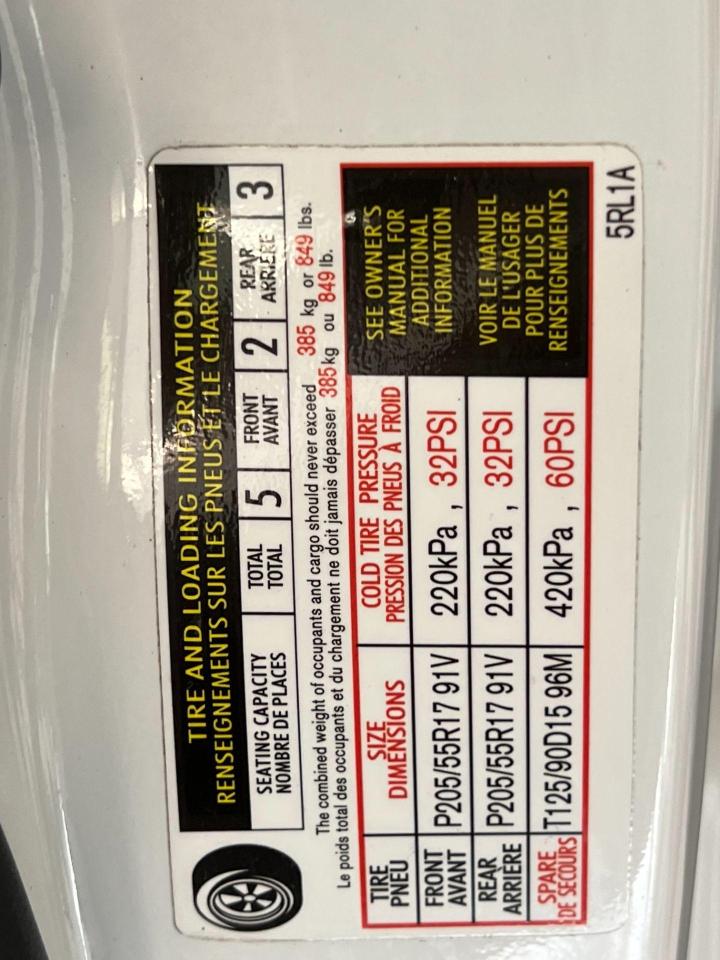 TIRE AND LOADING INFORMATION
RENSEIGNEMENTS SUR LES PNEUS ET LE CHARGEMENT
SEATING CAPACITY
NOMBRE DE PLACES
TOTAL
TOTAL
5
FRONT
AVANT
2
REAR
ARRIÈRE
3
The combined weight of occupants and cargo should never exceed 385 kg or 849 lbs.
Le poids total des occupants et du chargement ne doit jamais dépasser 385 kg ou 849 lb.
TIRE
PNEU
SIZE
DIMENSIONS
COLD TIRE PRESSURE
PRESSION DES PNEUS À FROID
SEE OWNER'S
MANUAL FOR
ADDITIONAL
INFORMATION
VOIR LE MANUEL
DE L'USAGER
POUR PLUS DE
RENSEIGNEMENTS
FRONT
AVANT
P205/55R17 91V
220kPa , 32PSI
REAR
ARRIÈRE
P205/55R17 91V
220kPa , 32PSI
SPARE
DE SECOURS
T125/90D15 96M
420kPa , 60PSI
5RL1A